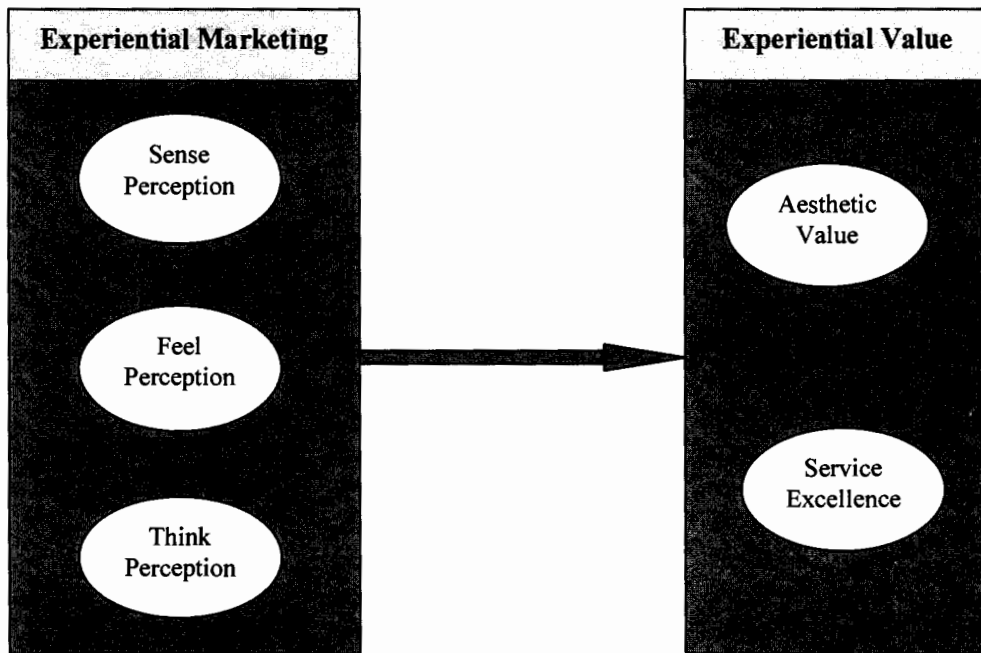 Experiential Marketing
Sense
Perception
Feel
Perception
Think
Perception
Experiential Value
Aesthetic
Value
Service
Excellence